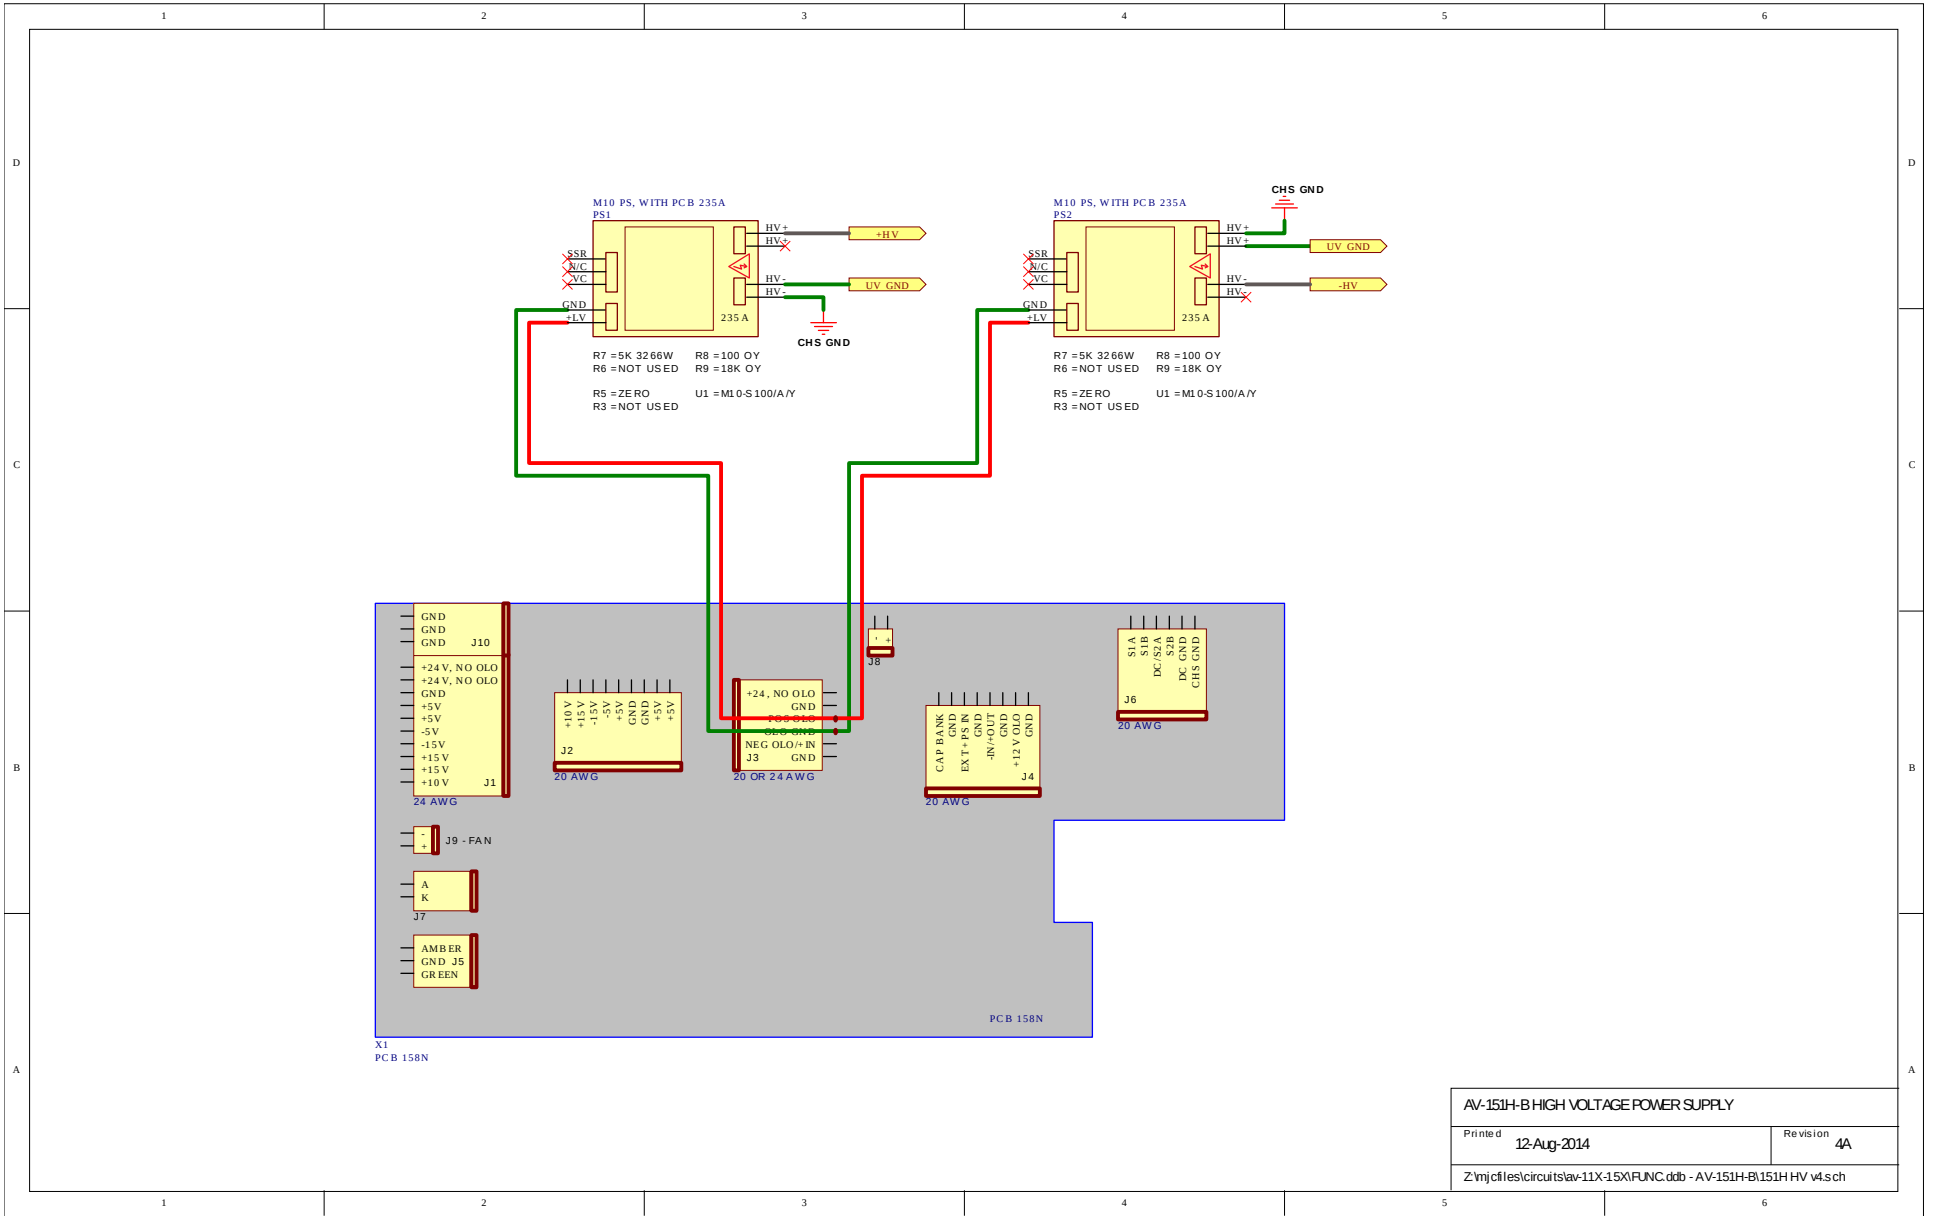 1 2 3 4 5 6
D D
CHS GND
M10 PS, WITH PCB 235A
PS1
HV+
HV+
+HV
SSR
N/C
VC
HV-
HV-
UV GND
GND
+LV
235A
CHS GND
R7 =5K 3266W R8 =100 OY
R6 =NOT USED R9 =18K OY
R5 =ZERO U1 =M10-S100/A/Y
R3 =NOT USED
M10 PS, WITH PCB 235A
PS2
HV+
HV+
UV GND
SSR
N/C
VC
HV-
HV-
-HV
GND
+LV
235A
R7 =5K 3266W R8 =100 OY
R6 =NOT USED R9 =18K OY
R5 =ZERO U1 =M10-S100/A/Y
R3 =NOT USED
C C
GND
GND
GND J10
+24V, NO OLO
+24V, NO OLO
GND
+5V
+5V
-5V
-15V
+15V
+15V
+10V J1
24 AWG
+10V
+15V
-15V
-5V
+5V
GND
GND
+5V
+5V
J2
20 AWG
+24, NO OLO
GND
POS OLO
OLO GND
NEG OLO/+IN
J3 GND
20 OR 24 AWG
- +
J8
CAP BANK
GND
EXT+PS IN
GND
-IN/+OUT
GND
+12V OLO
GND
J4
20 AWG
S1A
S1B
DC/S2A
S2B
DC GND
CHS GND
J6
20 AWG
B B
-
+
J9 - FAN
A
K
J7
AMBER
GND J5
GREEN
PCB 158N
X1
PCB 158N
A A
AV-151H-B HIGH VOLTAGE POWER SUPPLY
Printed 12-Aug-2014 Revision 4A
Z:\mjcfiles\circuits\av-11X-15X\FUNC.ddb - AV-151H-B\151H HV v4.sch
1 2 3 4 5 6